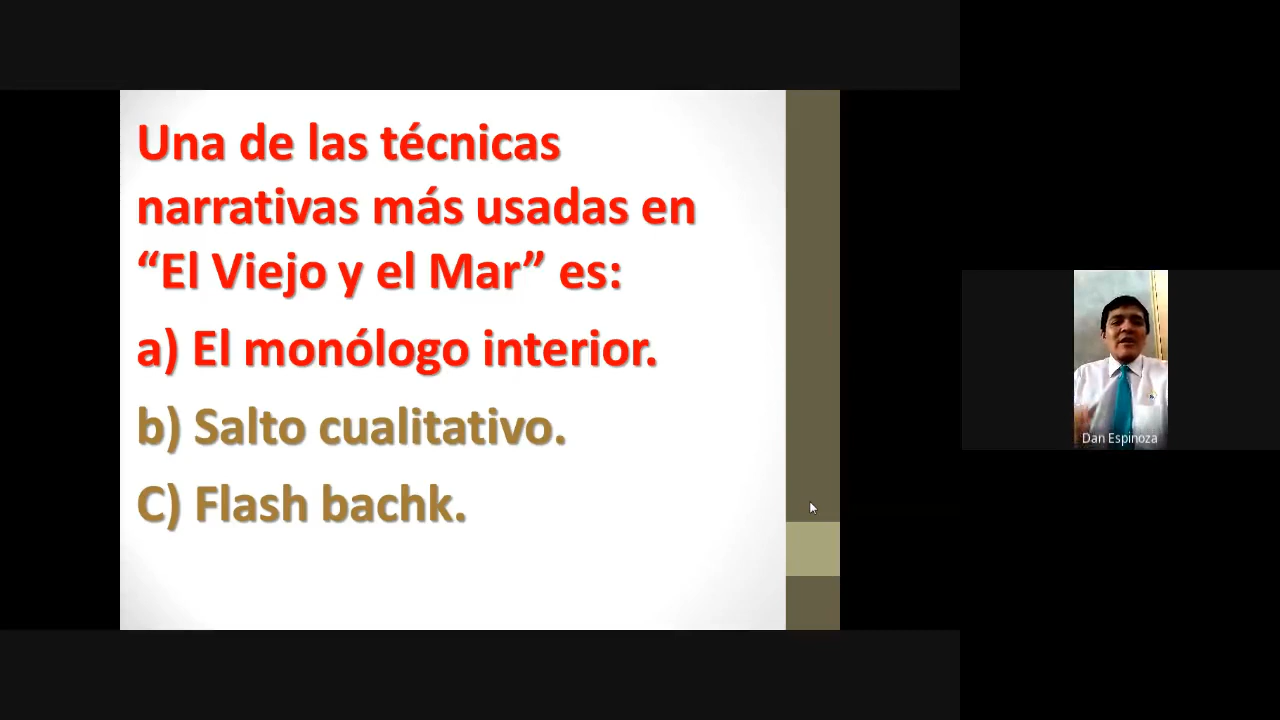 Una de las técnicas
narrativas más usadas en
“El Viejo y el Mar” es:
a) El monólogo interior.
b) Salto cualitativo.
C) Flash bachk.
Dan Espinoza